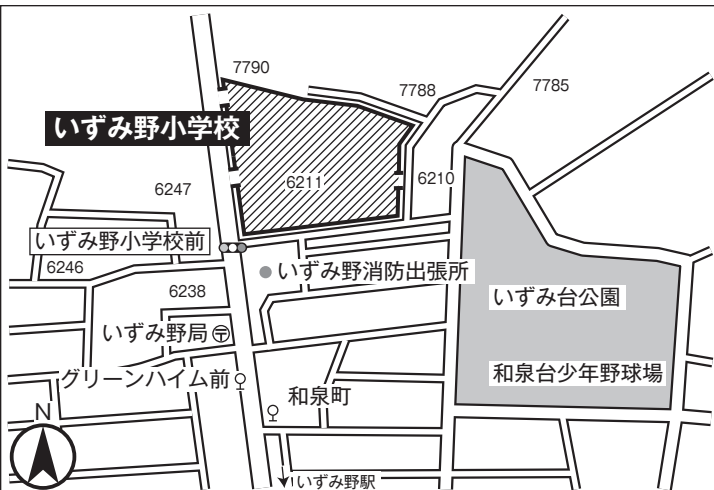 7790
7788
7785
いずみ野小学校
6211
6210
6247
いずみ野小学校前
6246
いずみ野消防出張所
6238
いずみ台公園
いずみ野局〒
グリーンハイム前
和泉台少年野球場
和泉町
N
いずみ野駅